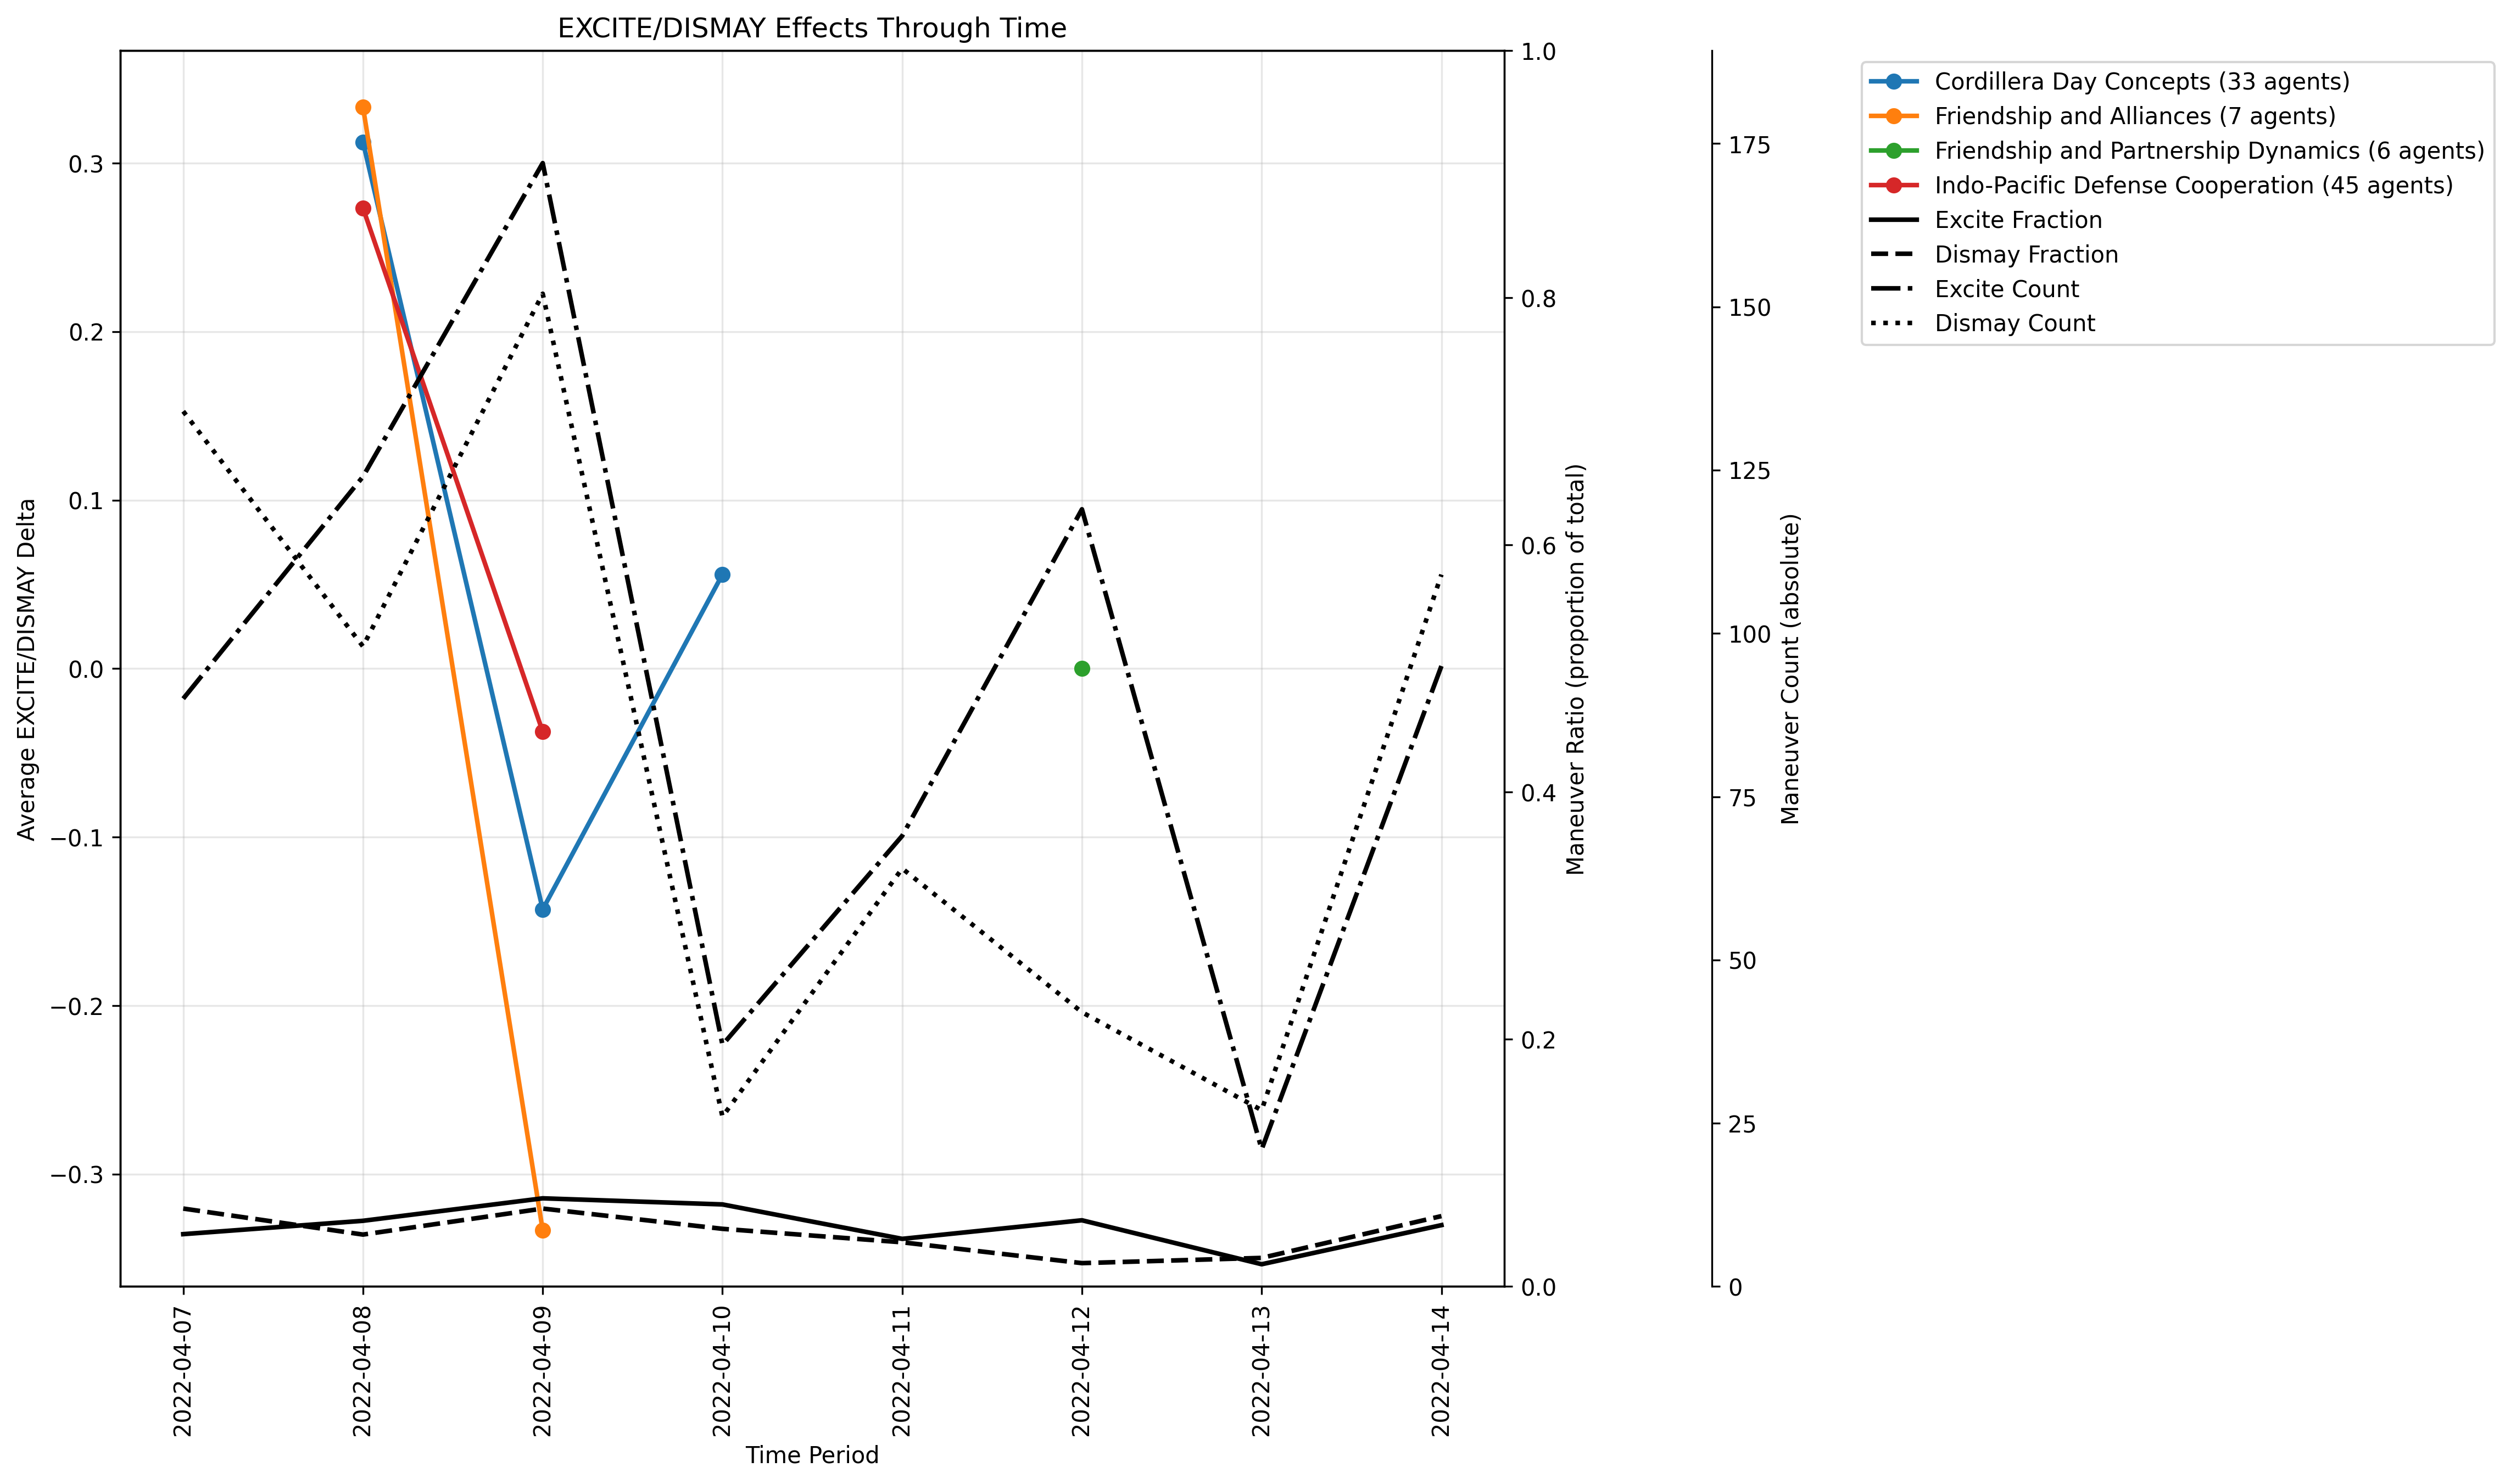 EXCITE/DISMAY Effects Through Time
Average EXCITE/DISMAY Delta
0.3
0.2
0.1
0.0
−0.1
−0.2
−0.3
2022-04-07
2022-04-08
2022-04-09
2022-04-10
2022-04-11
2022-04-12
2022-04-13
2022-04-14
Time Period
1.0
0.8
0.6
0.4
0.2
0.0
Maneuver Ratio (proportion of total)
175
150
125
100
75
50
25
0
Maneuver Count (absolute)
Cordillera Day Concepts (33 agents)
Friendship and Alliances (7 agents)
Friendship and Partnership Dynamics (6 agents)
Indo-Pacific Defense Cooperation (45 agents)
Excite Fraction
Dismay Fraction
Excite Count
Dismay Count